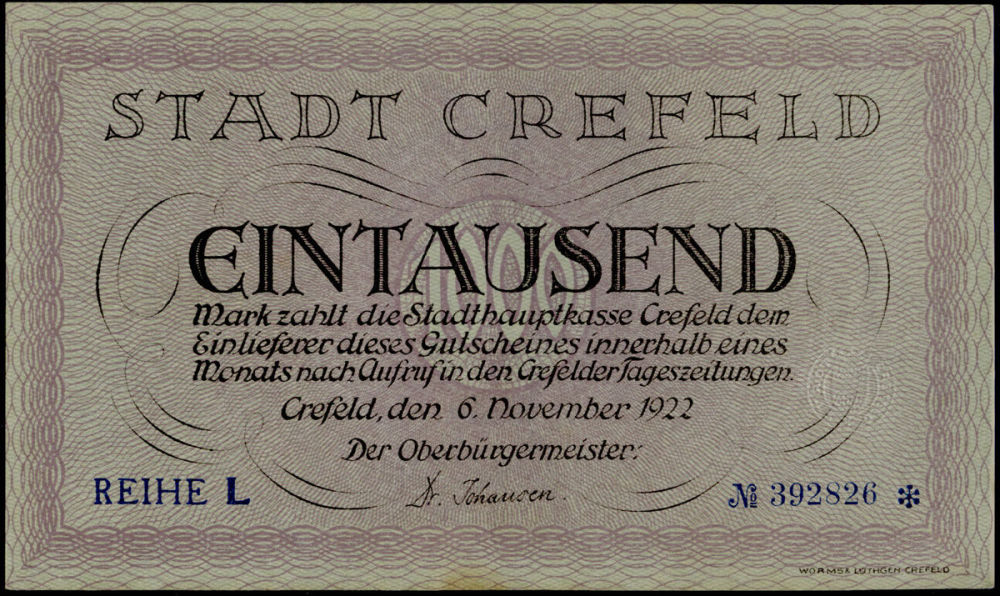 STADT CREFELD
EINTAUSEND
Mark zahlt die Stadthauptkasse Crefeld dem
Einlieferer dieses Gutscheines innerhalb eines
Monats nach Aufruf in den Crefelder Tageszeitungen.
Crefeld, den 6. November 1922
Der Oberbürgermeister:
Dr. Johansen.
REIHE L
№ 392826 *
WORMS & LÜTHGEN CREFELD
1000